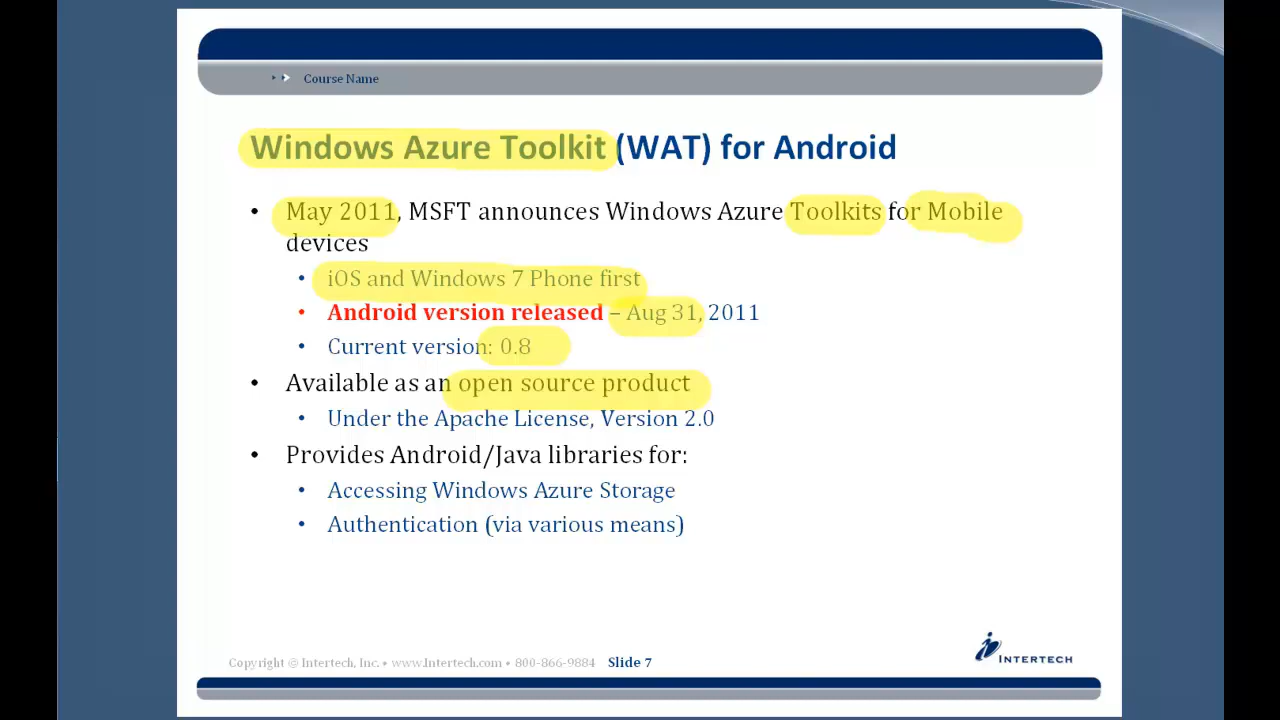 Course Name
Windows Azure Toolkit (WAT) for Android
• May 2011, MSFT announces Windows Azure Toolkits for Mobile
devices
• iOS and Windows 7 Phone first
• Android version released – Aug 31, 2011
• Current version: 0.8
• Available as an open source product
• Under the Apache License, Version 2.0
• Provides Android/Java libraries for:
• Accessing Windows Azure Storage
• Authentication (via various means)
Copyright © Intertech, Inc. • www.Intertech.com • 800-866-9884 Slide 7
INTERTECH